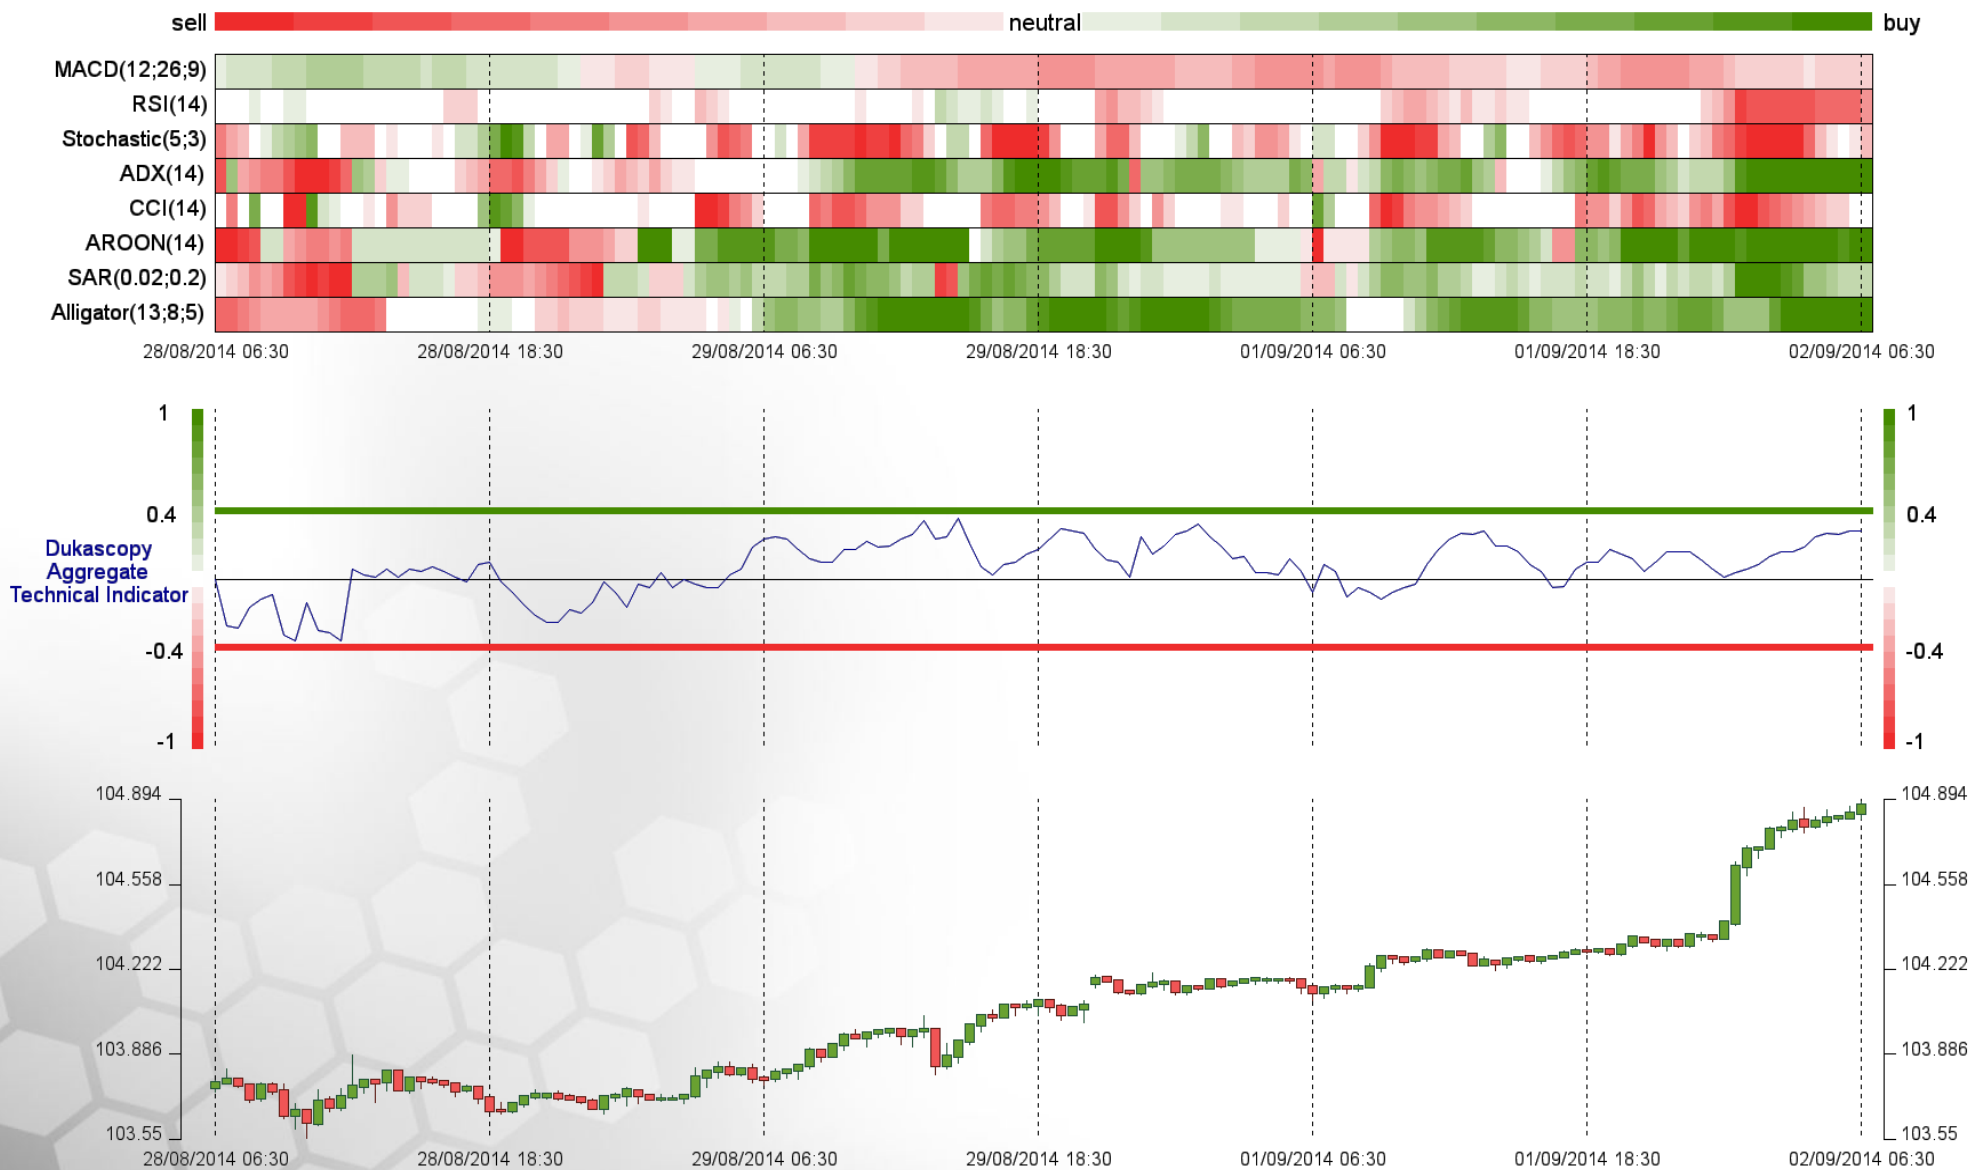 sell neutral buy
MACD(12;26;9)
RSI(14)
Stochastic(5;3)
ADX(14)
CCI(14)
AROON(14)
SAR(0.02;0.2)
Alligator(13;8;5)
28/08/2014 06:30 28/08/2014 18:30 29/08/2014 06:30 29/08/2014 18:30 01/09/2014 06:30 01/09/2014 18:30 02/09/2014 06:30
1 1
0.4 0.4
Dukascopy
Aggregate
Technical Indicator
-0.4 -0.4
-1 -1
104.894 104.894
104.558 104.558
104.222 104.222
103.886 103.886
103.55 103.55
28/08/2014 06:30 28/08/2014 18:30 29/08/2014 06:30 29/08/2014 18:30 01/09/2014 06:30 01/09/2014 18:30 02/09/2014 06:30